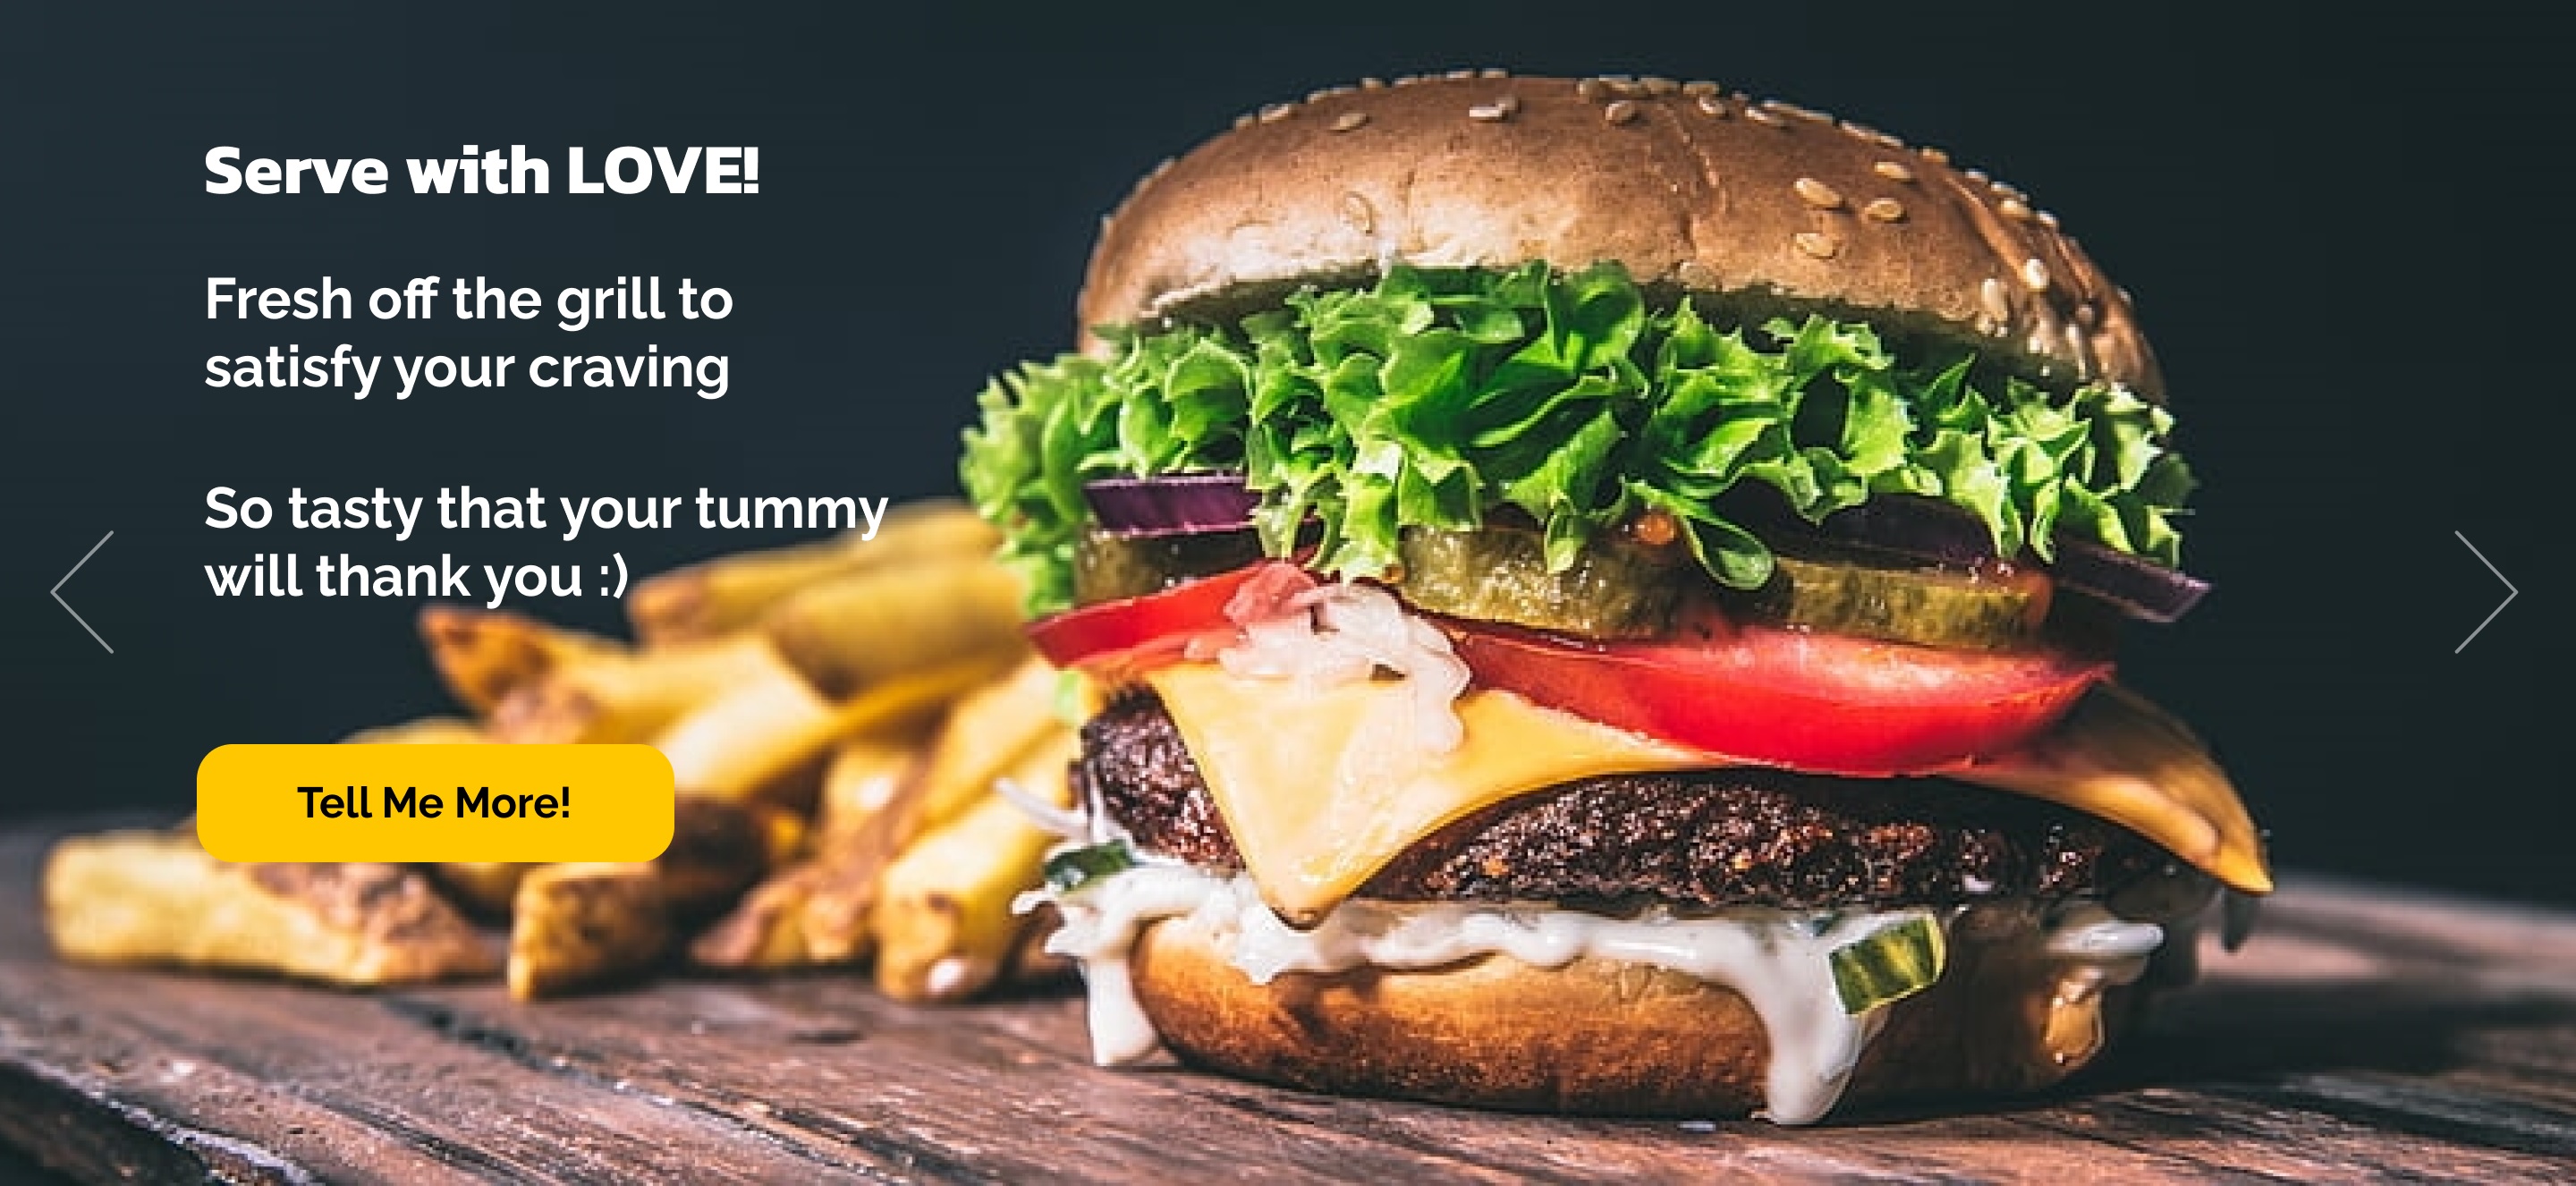 Serve with LOVE!
Fresh off the grill to
satisfy your craving
So tasty that your tummy
will thank you :)
Tell Me More!